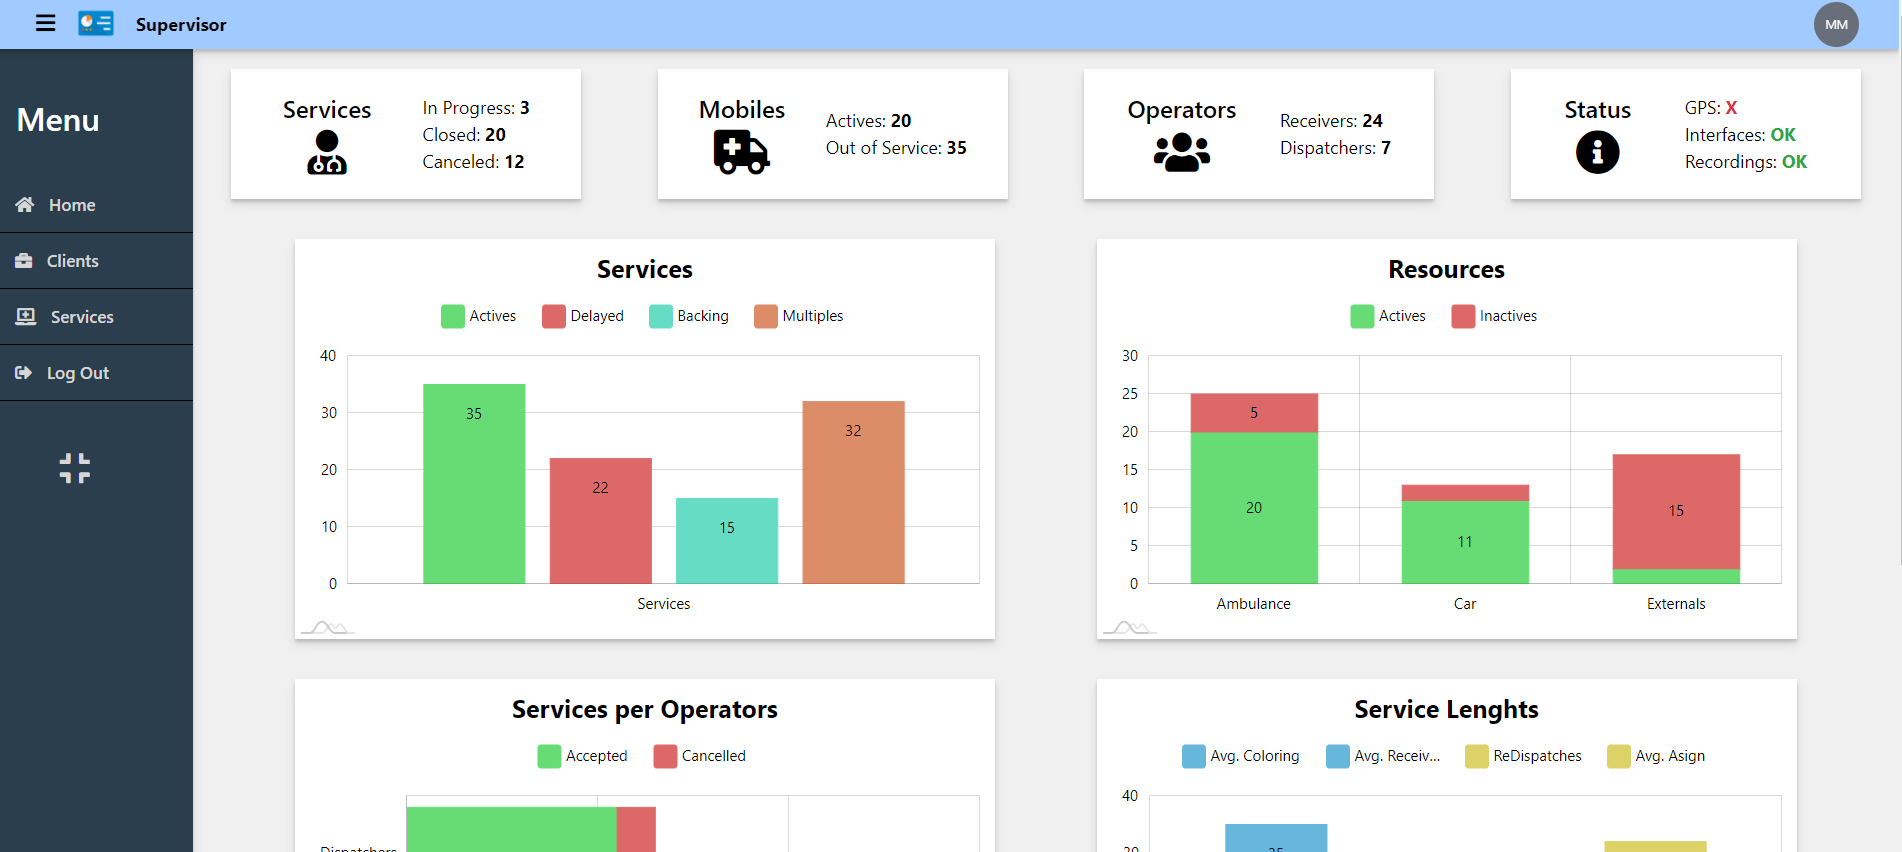 Supervisor
MM
Menu
Home
Clients
Services
Log Out
Services
In Progress: 3
Closed: 20
Canceled: 12
Mobiles
Actives: 20
Out of Service: 35
Operators
Receivers: 24
Dispatchers: 7
Status
GPS: X
Interfaces: OK
Recordings: OK
Services
Actives Delayed Backing Multiples
40
30
20
10
0
35
22
15
32
Services
Resources
Actives Inactives
30
25
20
15
10
5
0
5
20
11
15
Ambulance Car Externals
Services per Operators
Accepted Cancelled
Dispatchers
Service Lenghts
Avg. Coloring Avg. Receiv... ReDispatches Avg. Asign
40
30
35